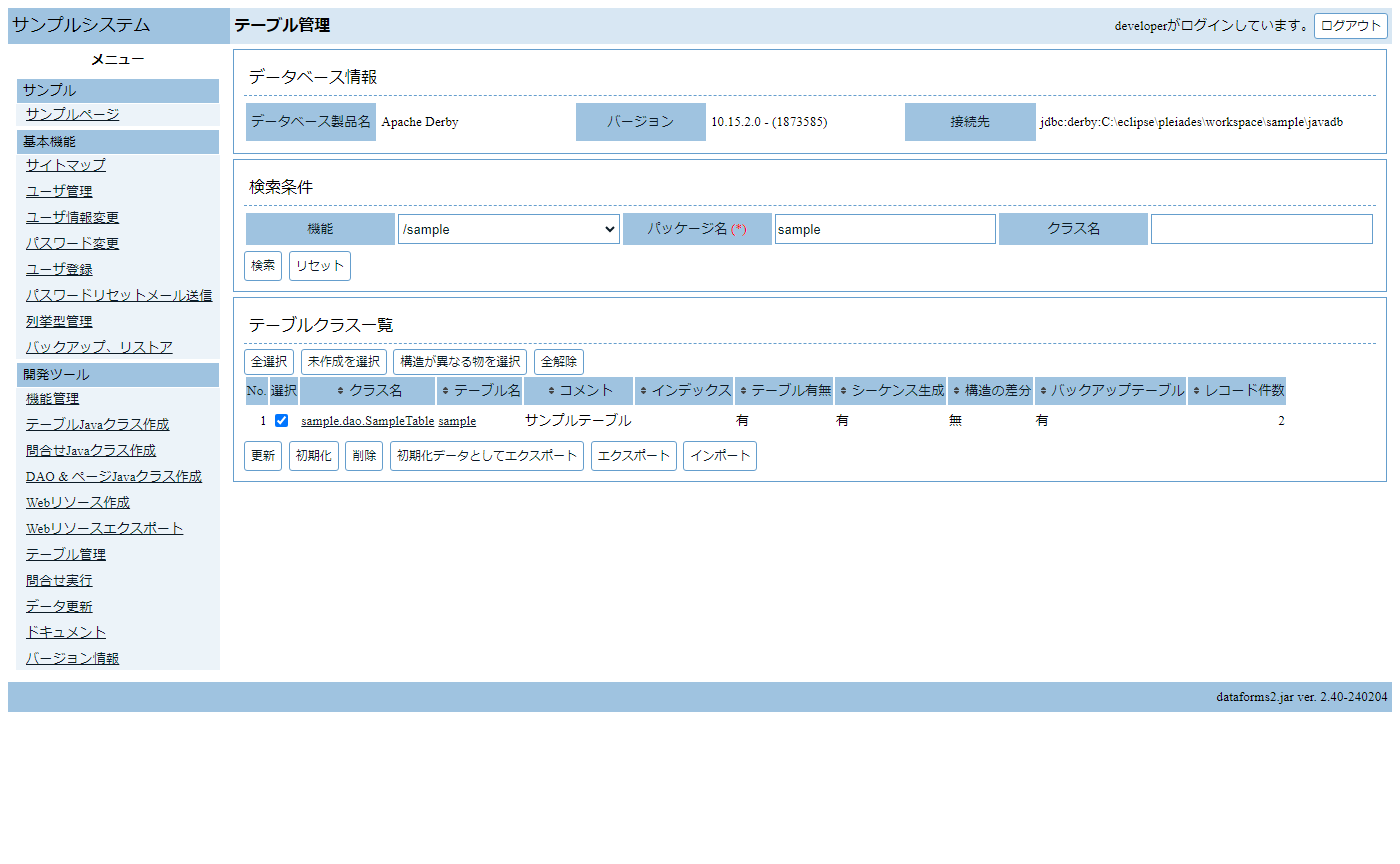 サンプルシステム
テーブル管理
developerがログインしています。 ログアウト
メニュー
サンプル
サンプルページ
基本機能
サイトマップ
ユーザ管理
ユーザ情報変更
パスワード変更
ユーザ登録
パスワードリセットメール送信
列挙型管理
バックアップ、リストア
開発ツール
機能管理
テーブルJavaクラス作成
問合せJavaクラス作成
DAO & ページJavaクラス作成
Webリソース作成
Webリソースエクスポート
テーブル管理
問合せ実行
データ更新
ドキュメント
バージョン情報
データベース情報
データベース製品名 Apache Derby バージョン 10.15.2.0 - (1873585) 接続先 jdbc:derby:C:\eclipse\pleiades\workspace\sample\javadb
検索条件
機能 /sample パッケージ名 (*) sample クラス名
検索 リセット
テーブルクラス一覧
全選択 未作成を選択 構造が異なる物を選択 全解除
No. 選択 クラス名 テーブル名 コメント インデックス テーブル有無 シーケンス生成 構造の差分 バックアップテーブル レコード件数
1 sample.dao.SampleTable sample サンプルテーブル 有 有 無 有 2
更新 初期化 削除 初期化データとしてエクスポート エクスポート インポート
dataforms2.jar ver. 2.40-240204